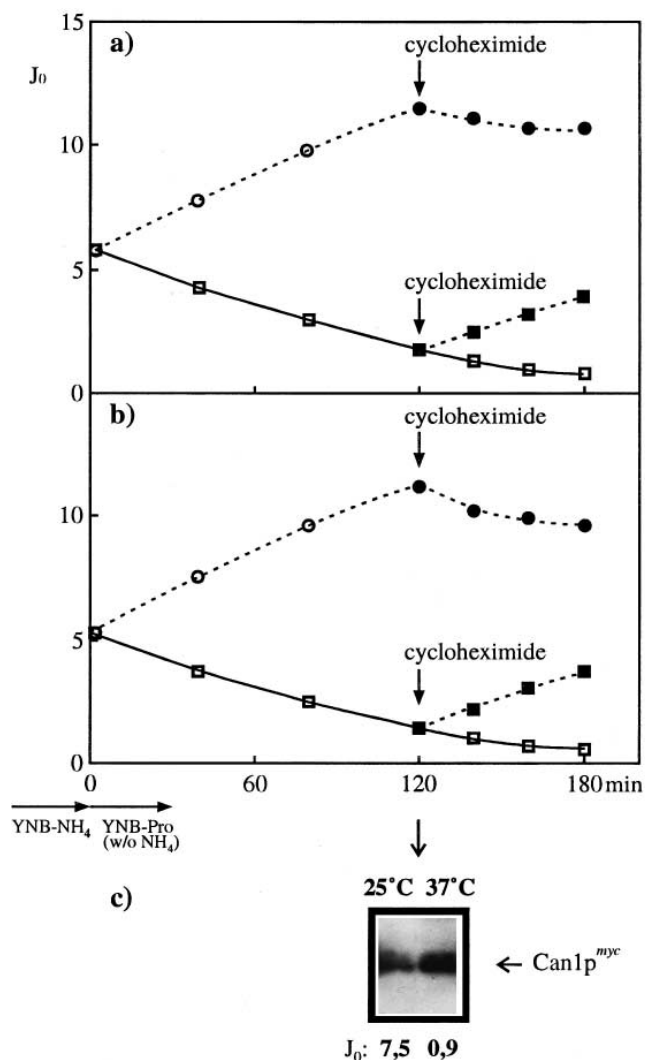 15
a)
cycloheximide
J₀
10
cycloheximide
5
0
b)
cycloheximide
10
cycloheximide
5
0
0 60 120 180 min
YNB-NH₄ YNB-Pro
(w/o NH₄)
c)
25°C 37°C
← Can1pᵐʸᶜ
J₀: 7,5 0,9